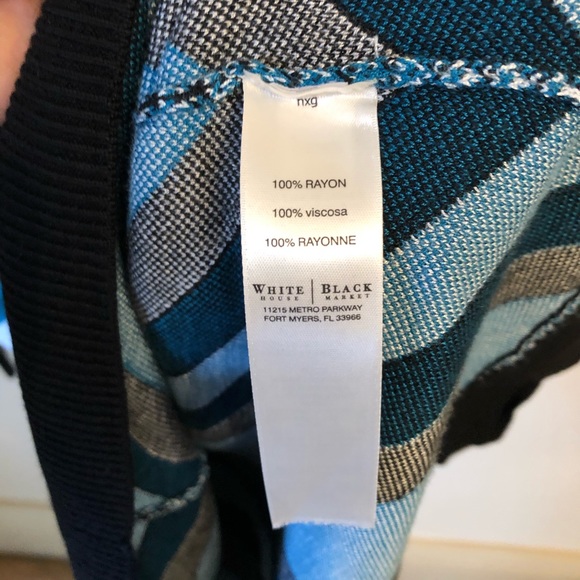 nxg
100% RAYON
100% viscosa
100% RAYONNE
WHITE | BLACK
HOUSE | MARKET
11215 METRO PARKWAY
FORT MYERS, FL 33966